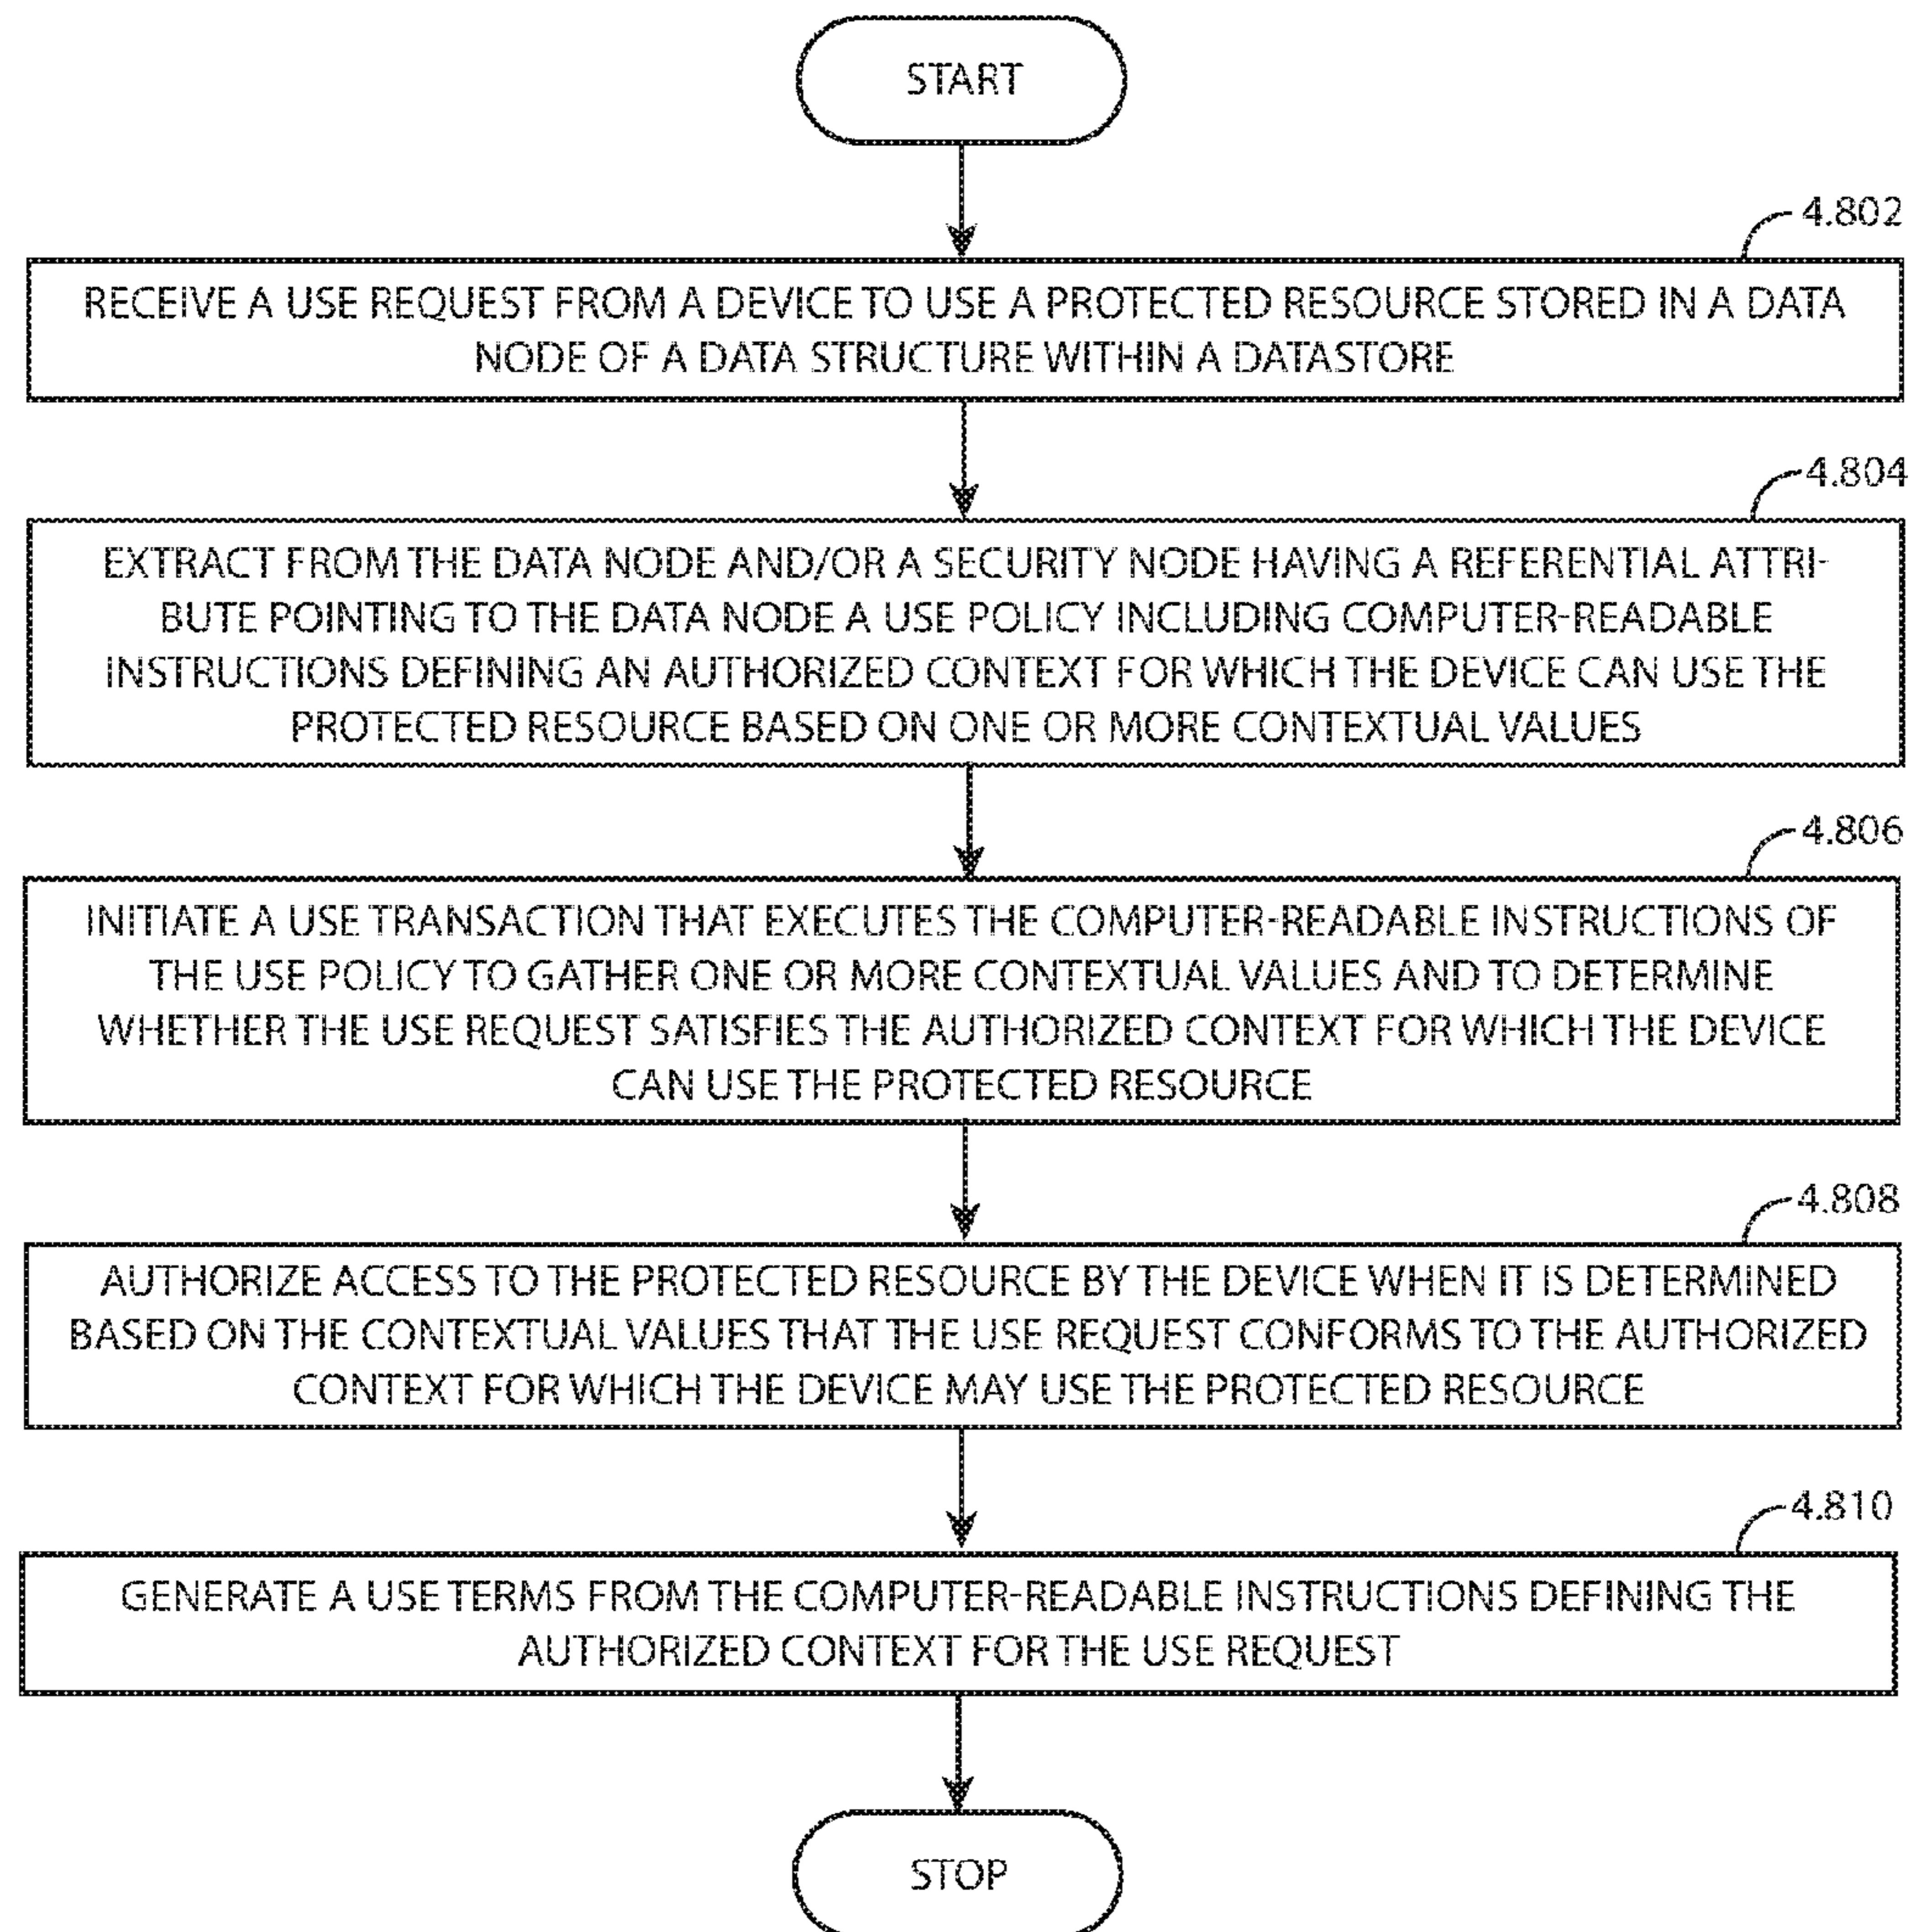 START
4.802
RECEIVE A USE REQUEST FROM A DEVICE TO USE A PROTECTED RESOURCE STORED IN A DATA
NODE OF A DATA STRUCTURE WITHIN A DATASTORE
4.804
EXTRACT FROM THE DATA NODE AND/OR A SECURITY NODE HAVING A REFERENTIAL ATTRI-
BUTE POINTING TO THE DATA NODE A USE POLICY INCLUDING COMPUTER-READABLE
INSTRUCTIONS DEFINING AN AUTHORIZED CONTEXT FOR WHICH THE DEVICE CAN USE THE
PROTECTED RESOURCE BASED ON ONE OR MORE CONTEXTUAL VALUES
4.806
INITIATE A USE TRANSACTION THAT EXECUTES THE COMPUTER-READABLE INSTRUCTIONS OF
THE USE POLICY TO GATHER ONE OR MORE CONTEXTUAL VALUES AND TO DETERMINE
WHETHER THE USE REQUEST SATISFIES THE AUTHORIZED CONTEXT FOR WHICH THE DEVICE
CAN USE THE PROTECTED RESOURCE
4.808
AUTHORIZE ACCESS TO THE PROTECTED RESOURCE BY THE DEVICE WHEN IT IS DETERMINED
BASED ON THE CONTEXTUAL VALUES THAT THE USE REQUEST CONFORMS TO THE AUTHORIZED
CONTEXT FOR WHICH THE DEVICE MAY USE THE PROTECTED RESOURCE
4.810
GENERATE A USE TERMS FROM THE COMPUTER-READABLE INSTRUCTIONS DEFINING THE
AUTHORIZED CONTEXT FOR THE USE REQUEST
STOP